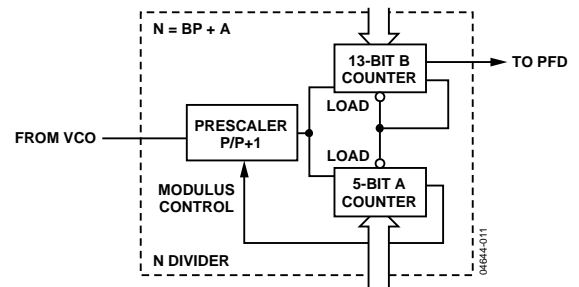 N = BP + A
13-BIT B
COUNTER
TO PFD
LOAD
PRESCALER
P/P+1
FROM VCO
LOAD
MODULUS
CONTROL
5-BIT A
COUNTER
N DIVIDER
04644-011